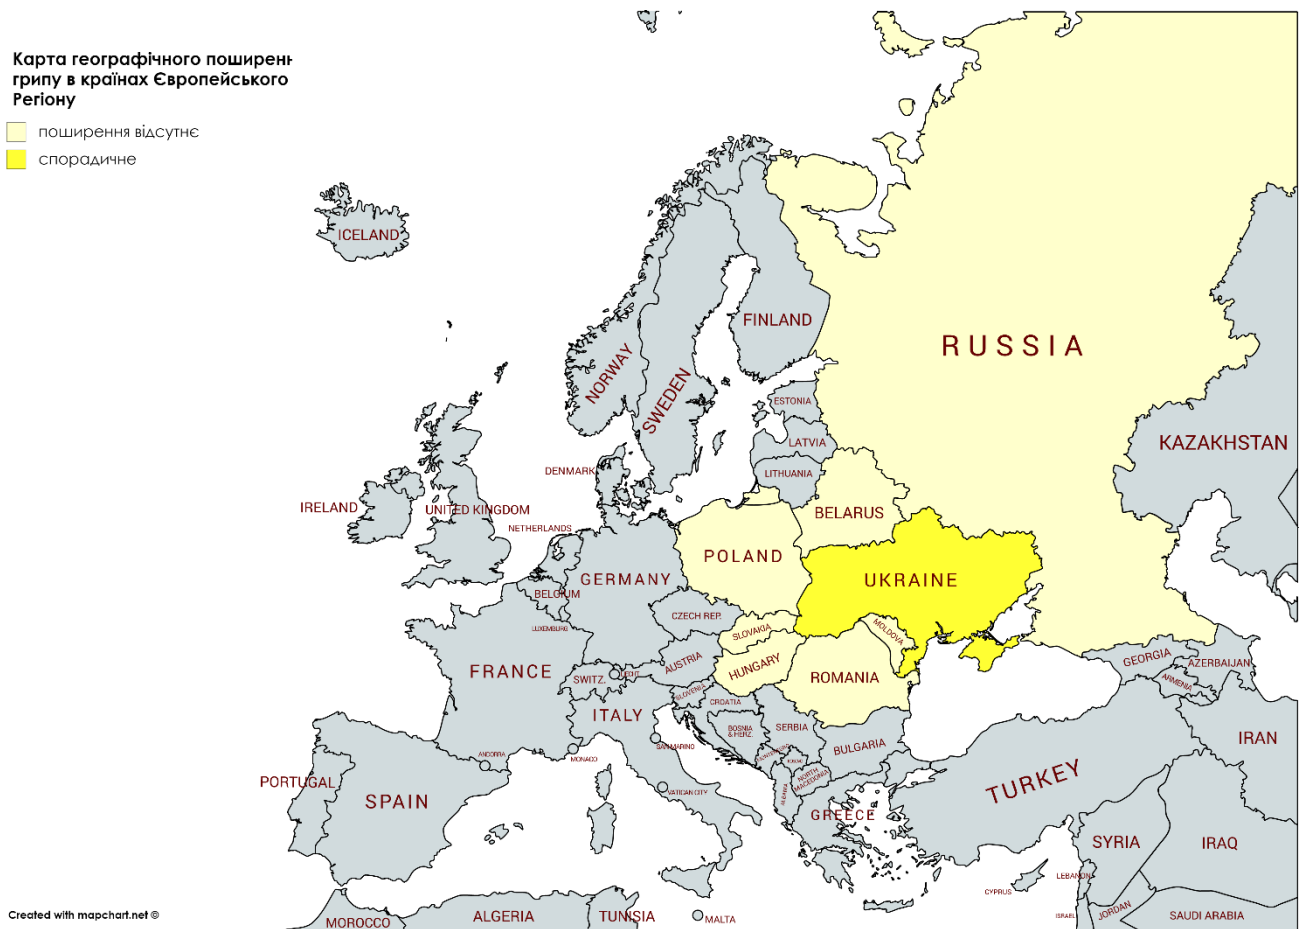 Карта географічного поширенн
грипу в країнах Європейського
Регіону
поширення відсутнє
спорадичне
ICELAND
NORWAY
SWEDEN
FINLAND
RUSSIA
ESTONIA
LATVIA
LITHUANIA
KAZAKHSTAN
DENMARK
IRELAND
UNITED KINGDOM
NETHERLANDS
BELARUS
POLAND
GERMANY
UKRAINE
BELGIUM
LUXEMBURG
CZECH REP.
SLOVAKIA
MOLDOVA
FRANCE
SWITZ.
LECHT.
AUSTRIA
HUNGARY
ROMANIA
GEORGIA
AZERBAIJAN
ARMENIA
SLOVENIA
CROATIA
ITALY
BOSNIA
& HERZ.
SERBIA
BULGARIA
SAN MARINO
MONTENEGRO
KOSOVO
NORTH
MACEDONIA
ALBANIA
IRAN
ANDORRA
MONACO
PORTUGAL
SPAIN
VATICAN CITY
GREECE
TURKEY
SYRIA
IRAQ
LEBANON
CYPRUS
ISRAEL
JORDAN
SAUDI ARABIA
MOROCCO
ALGERIA
TUNISIA
MALTA
Created with mapchart.net ©